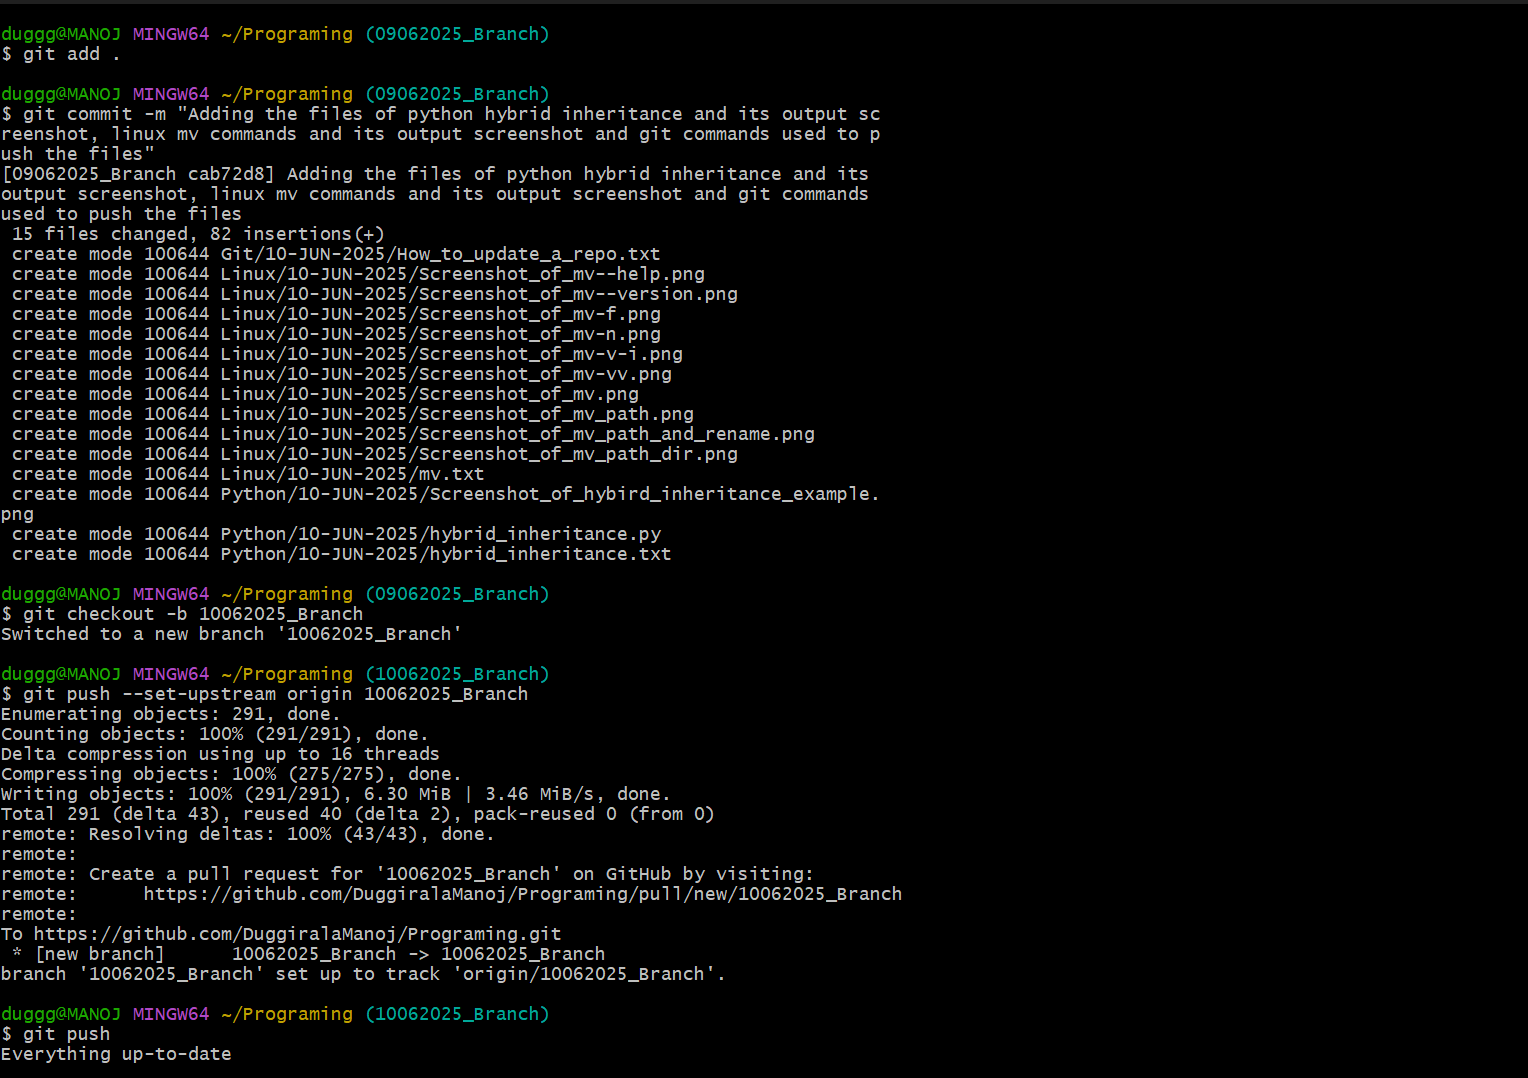 duggg@MANOJ MINGW64 ~/Programing (09062025_Branch)
$ git add .
duggg@MANOJ MINGW64 ~/Programing (09062025_Branch)
$ git commit -m "Adding the files of python hybrid inheritance and its output sc
reenshot, linux mv commands and its output screenshot and git commands used to p
ush the files"
[09062025_Branch cab72d8] Adding the files of python hybrid inheritance and its
output screenshot, linux mv commands and its output screenshot and git commands
used to push the files
 15 files changed, 82 insertions(+)
 create mode 100644 Git/10-JUN-2025/How_to_update_a_repo.txt
 create mode 100644 Linux/10-JUN-2025/Screenshot_of_mv--help.png
 create mode 100644 Linux/10-JUN-2025/Screenshot_of_mv--version.png
 create mode 100644 Linux/10-JUN-2025/Screenshot_of_mv-f.png
 create mode 100644 Linux/10-JUN-2025/Screenshot_of_mv-n.png
 create mode 100644 Linux/10-JUN-2025/Screenshot_of_mv-v-i.png
 create mode 100644 Linux/10-JUN-2025/Screenshot_of_mv-vv.png
 create mode 100644 Linux/10-JUN-2025/Screenshot_of_mv.png
 create mode 100644 Linux/10-JUN-2025/Screenshot_of_mv_path.png
 create mode 100644 Linux/10-JUN-2025/Screenshot_of_mv_path_and_rename.png
 create mode 100644 Linux/10-JUN-2025/Screenshot_of_mv_path_dir.png
 create mode 100644 Linux/10-JUN-2025/mv.txt
 create mode 100644 Python/10-JUN-2025/Screenshot_of_hybird_inheritance_example.
png
 create mode 100644 Python/10-JUN-2025/hybrid_inheritance.py
 create mode 100644 Python/10-JUN-2025/hybrid_inheritance.txt
duggg@MANOJ MINGW64 ~/Programing (09062025_Branch)
$ git checkout -b 10062025_Branch
Switched to a new branch '10062025_Branch'
duggg@MANOJ MINGW64 ~/Programing (10062025_Branch)
$ git push --set-upstream origin 10062025_Branch
Enumerating objects: 291, done.
Counting objects: 100% (291/291), done.
Delta compression using up to 16 threads
Compressing objects: 100% (275/275), done.
Writing objects: 100% (291/291), 6.30 MiB | 3.46 MiB/s, done.
Total 291 (delta 43), reused 40 (delta 2), pack-reused 0 (from 0)
remote: Resolving deltas: 100% (43/43), done.
remote:
remote: Create a pull request for '10062025_Branch' on GitHub by visiting:
remote:      https://github.com/DuggiralaManoj/Programing/pull/new/10062025_Branch
remote:
To https://github.com/DuggiralaManoj/Programing.git
 * [new branch]      10062025_Branch -> 10062025_Branch
branch '10062025_Branch' set up to track 'origin/10062025_Branch'.
duggg@MANOJ MINGW64 ~/Programing (10062025_Branch)
$ git push
Everything up-to-date